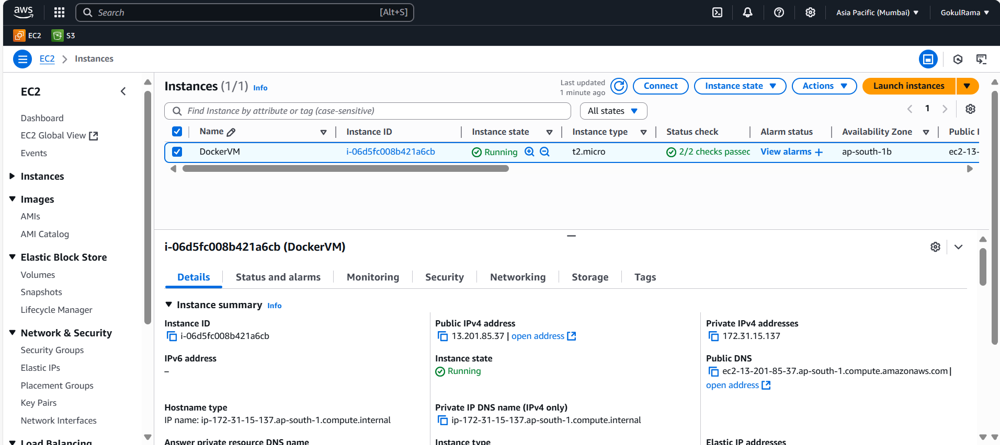 aws
Search [Alt+S]
Asia Pacific (Mumbai) GokulRama
EC2 S3
EC2 Instances
EC2
Dashboard
EC2 Global View
Events
Instances
Images
AMIs
AMI Catalog
Elastic Block Store
Volumes
Snapshots
Lifecycle Manager
Network & Security
Security Groups
Elastic IPs
Placement Groups
Key Pairs
Network Interfaces
Load Balancing
Instances (1/1) Info
Last updated
1 minute ago
Connect Instance state Actions Launch instances
Find Instance by attribute or tag (case-sensitive)
All states
1
Name Instance ID Instance state Instance type Status check Alarm status Availability Zone Public I
DockerVM i-06d5fc008b421a6cb Running t2.micro 2/2 checks passec View alarms + ap-south-1b ec2-13-
i-06d5fc008b421a6cb (DockerVM)
Details Status and alarms Monitoring Security Networking Storage Tags
Instance summary Info
Instance ID
i-06d5fc008b421a6cb
Public IPv4 address
13.201.85.37 | open address
Private IPv4 addresses
172.31.15.137
IPv6 address
–
Instance state
Running
Public DNS
ec2-13-201-85-37.ap-south-1.compute.amazonaws.com |
open address
Hostname type
IP name: ip-172-31-15-137.ap-south-1.compute.internal
Private IP DNS name (IPv4 only)
ip-172-31-15-137.ap-south-1.compute.internal
Answer private resource DNS name
Instance type
Elastic IP addresses